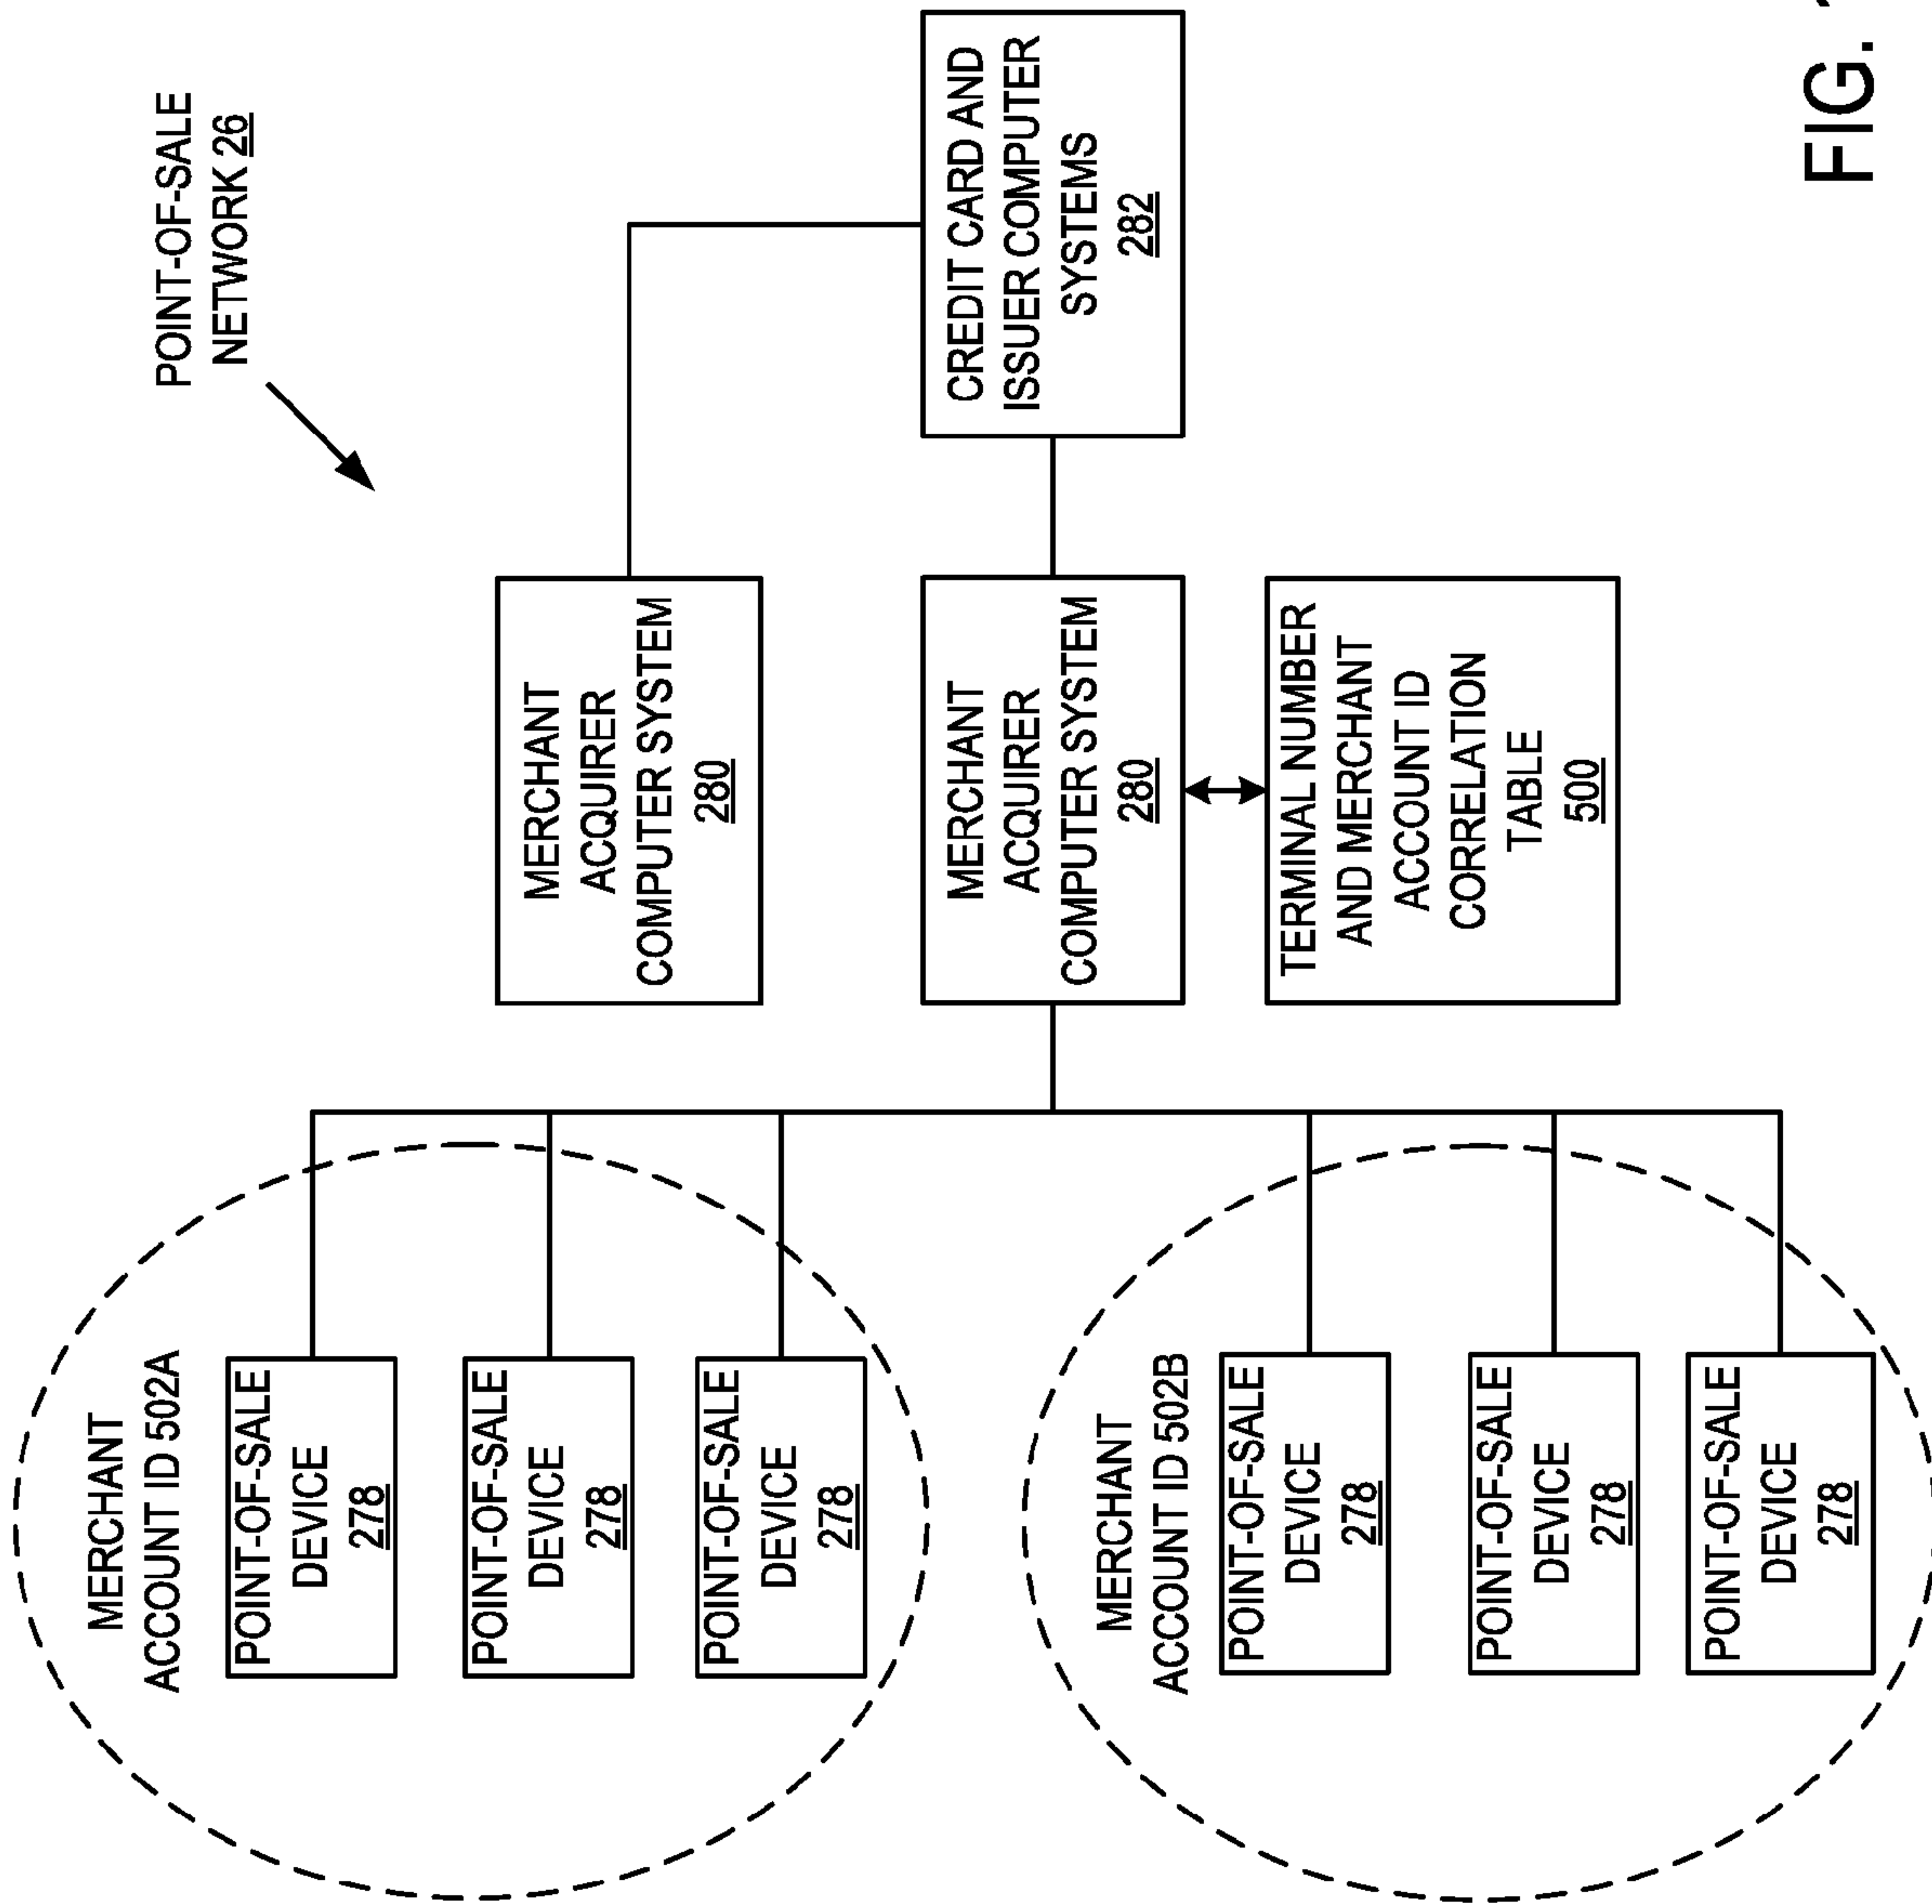 POINT-OF-SALE
NETWORK 26
MERCHANT
ACCOUNT ID 502A
POINT-OF-SALE
DEVICE
278
POINT-OF-SALE
DEVICE
278
POINT-OF-SALE
DEVICE
278
MERCHANT
ACCOUNT ID 502B
POINT-OF-SALE
DEVICE
278
POINT-OF-SALE
DEVICE
278
POINT-OF-SALE
DEVICE
278
MERCHANT
ACQUIRER
COMPUTER SYSTEM
280
MERCHANT
ACQUIRER
COMPUTER SYSTEM
280
TERMINAL NUMBER
AND MERCHANT
ACCOUNT ID
CORRELATION
TABLE
500
CREDIT CARD AND
ISSUER COMPUTER
SYSTEMS
282
FIG.